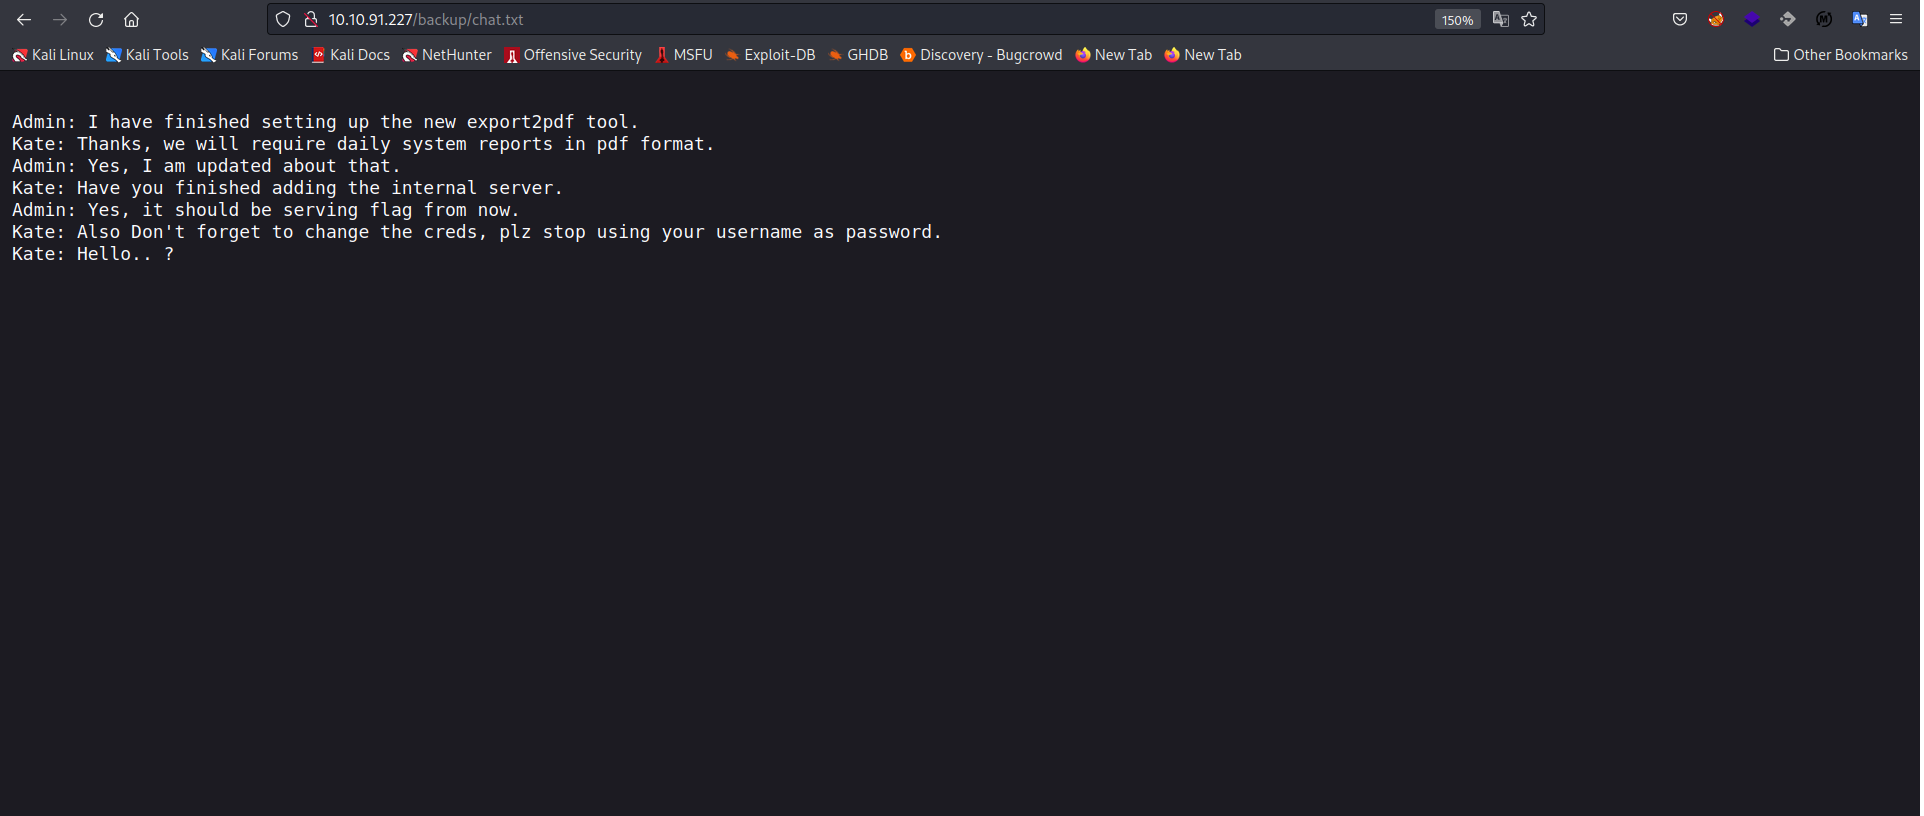 10.10.91.227/backup/chat.txt
150%
Kali Linux Kali Tools Kali Forums Kali Docs NetHunter Offensive Security MSFU Exploit-DB GHDB Discovery - Bugcrowd New Tab New Tab Other Bookmarks
Admin: I have finished setting up the new export2pdf tool.
Kate: Thanks, we will require daily system reports in pdf format.
Admin: Yes, I am updated about that.
Kate: Have you finished adding the internal server.
Admin: Yes, it should be serving flag from now.
Kate: Also Don't forget to change the creds, plz stop using your username as password.
Kate: Hello.. ?